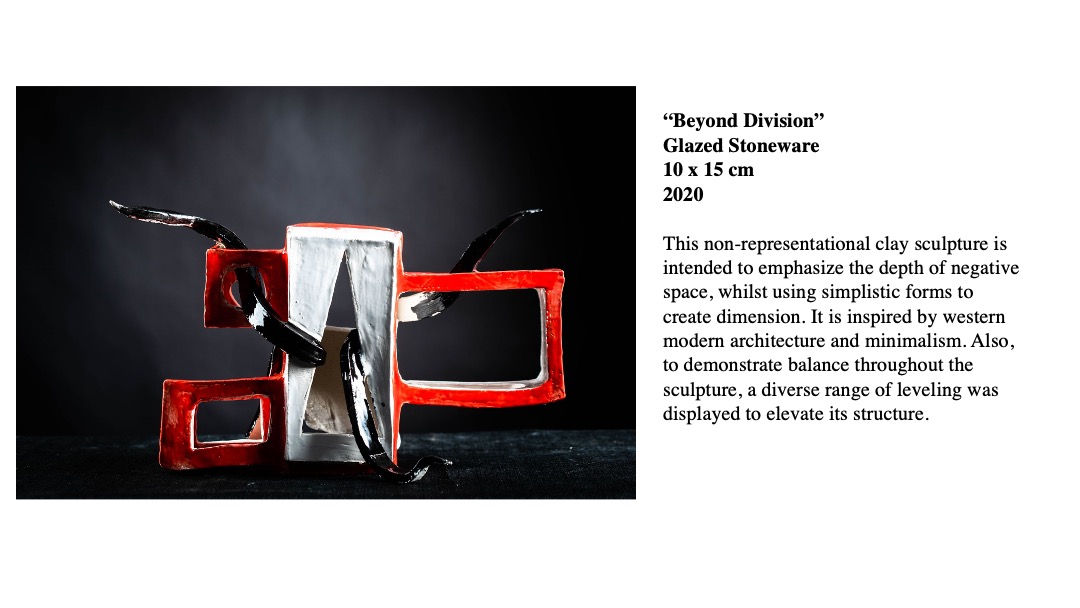 “Beyond Division”
Glazed Stoneware
10 x 15 cm
2020
This non-representational clay sculpture is
intended to emphasize the depth of negative
space, whilst using simplistic forms to
create dimension. It is inspired by western
modern architecture and minimalism. Also,
to demonstrate balance throughout the
sculpture, a diverse range of leveling was
displayed to elevate its structure.